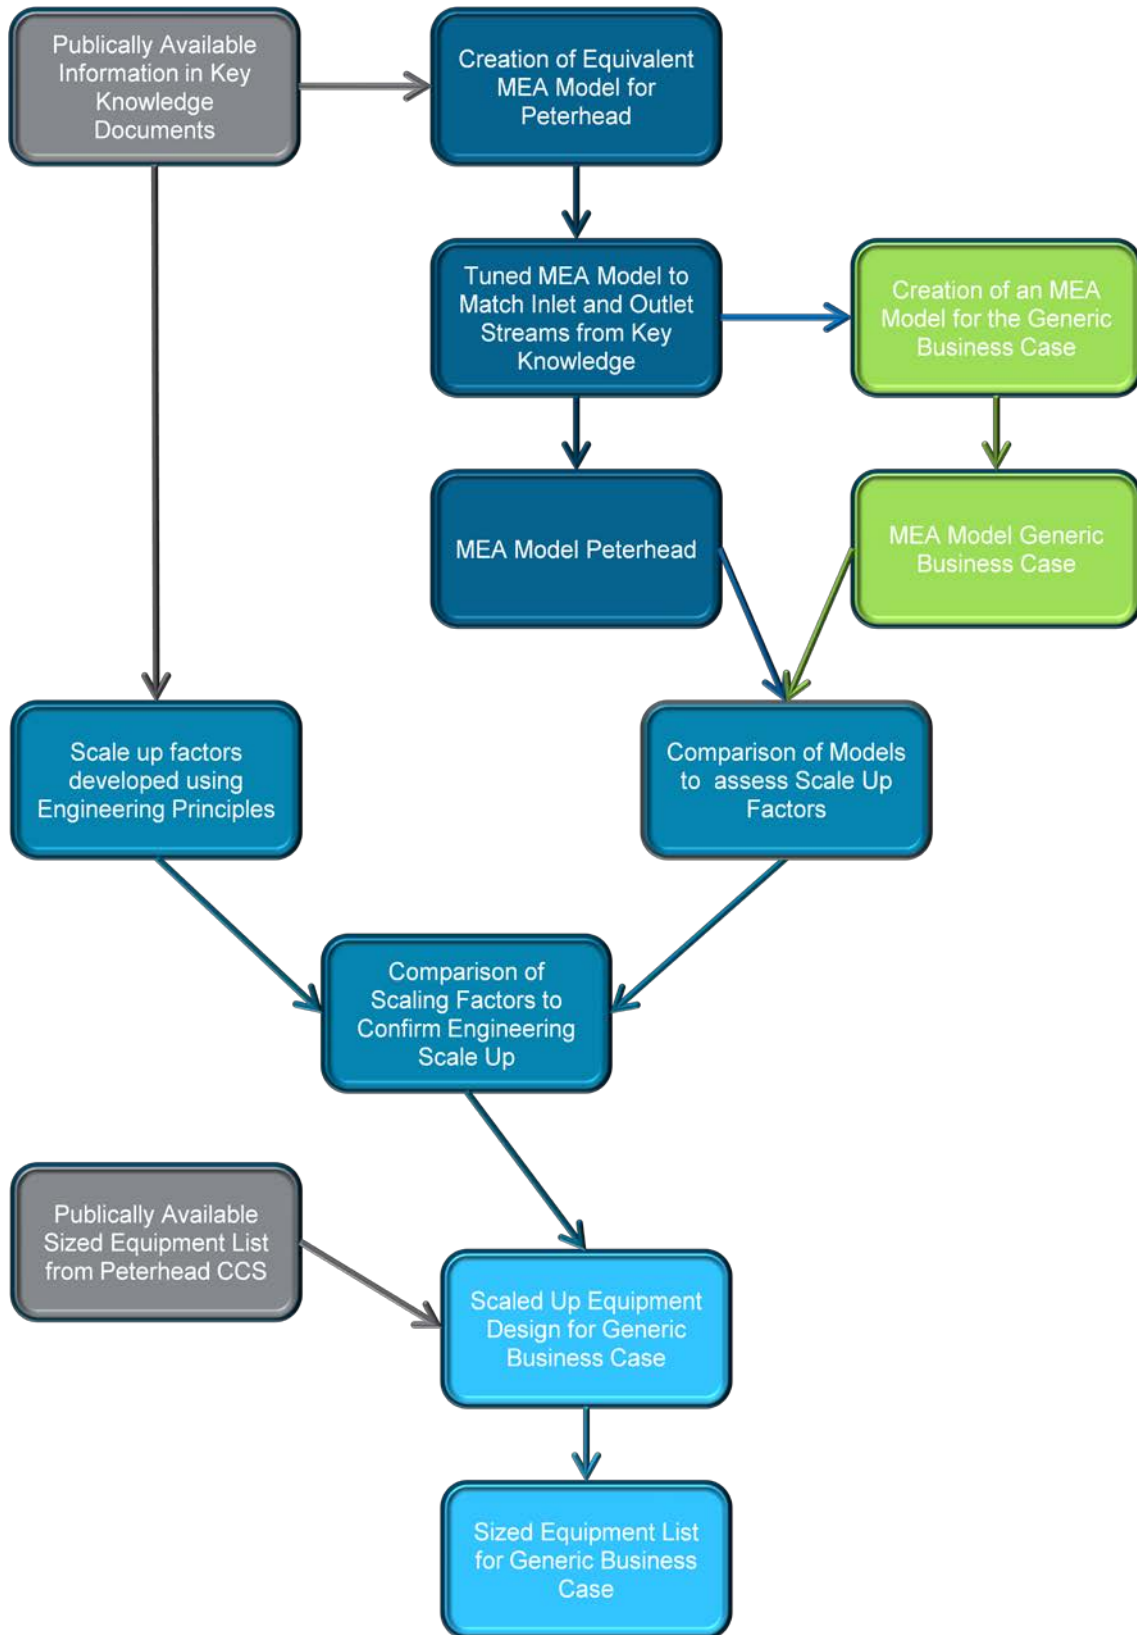 Publically Available
Information in Key
Knowledge
Documents
Creation of Equivalent
MEA Model for
Peterhead
Tuned MEA Model to
Match Inlet and Outlet
Streams from Key
Knowledge
Creation of an MEA
Model for the Generic
Business Case
MEA Model Peterhead
MEA Model Generic
Business Case
Scale up factors
developed using
Engineering Principles
Comparison of Models
to assess Scale Up
Factors
Comparison of
Scaling Factors to
Confirm Engineering
Scale Up
Publically Available
Sized Equipment List
from Peterhead CCS
Scaled Up Equipment
Design for Generic
Business Case
Sized Equipment List
for Generic Business
Case